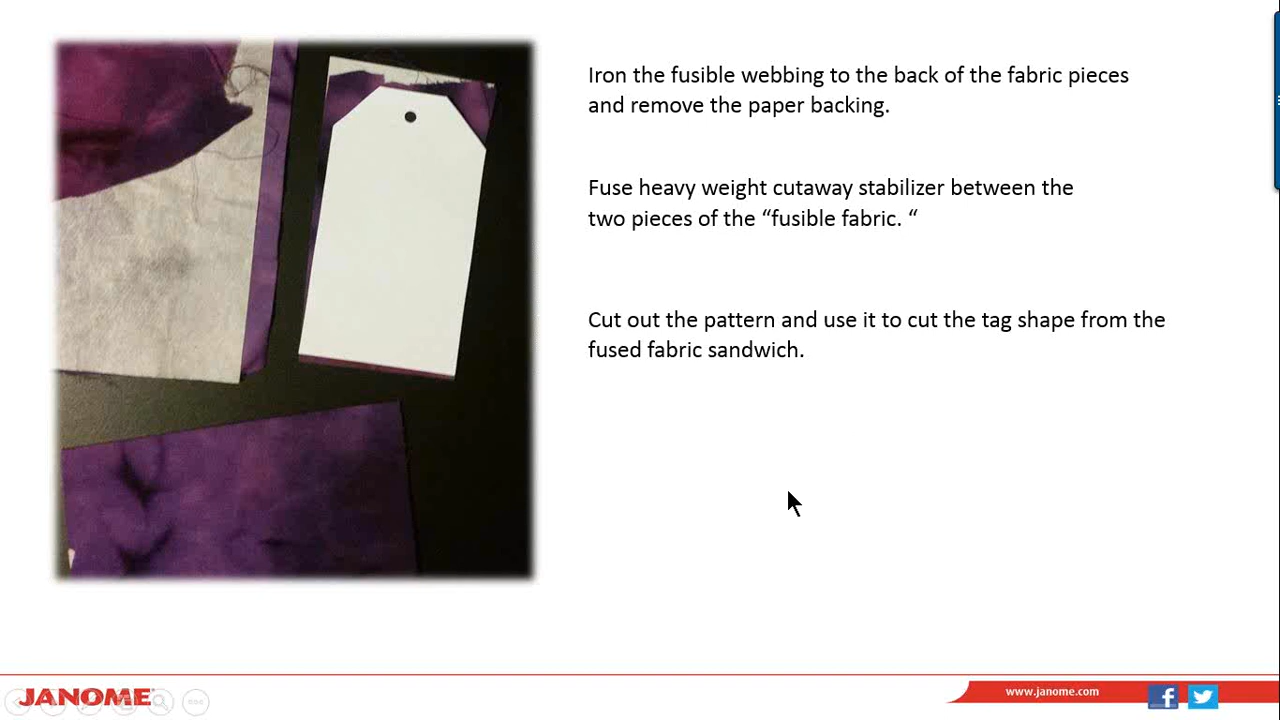 Iron the fusible webbing to the back of the fabric pieces
and remove the paper backing.
Fuse heavy weight cutaway stabilizer between the
two pieces of the “fusible fabric. “
Cut out the pattern and use it to cut the tag shape from the
fused fabric sandwich.
JANOME
www.janome.com